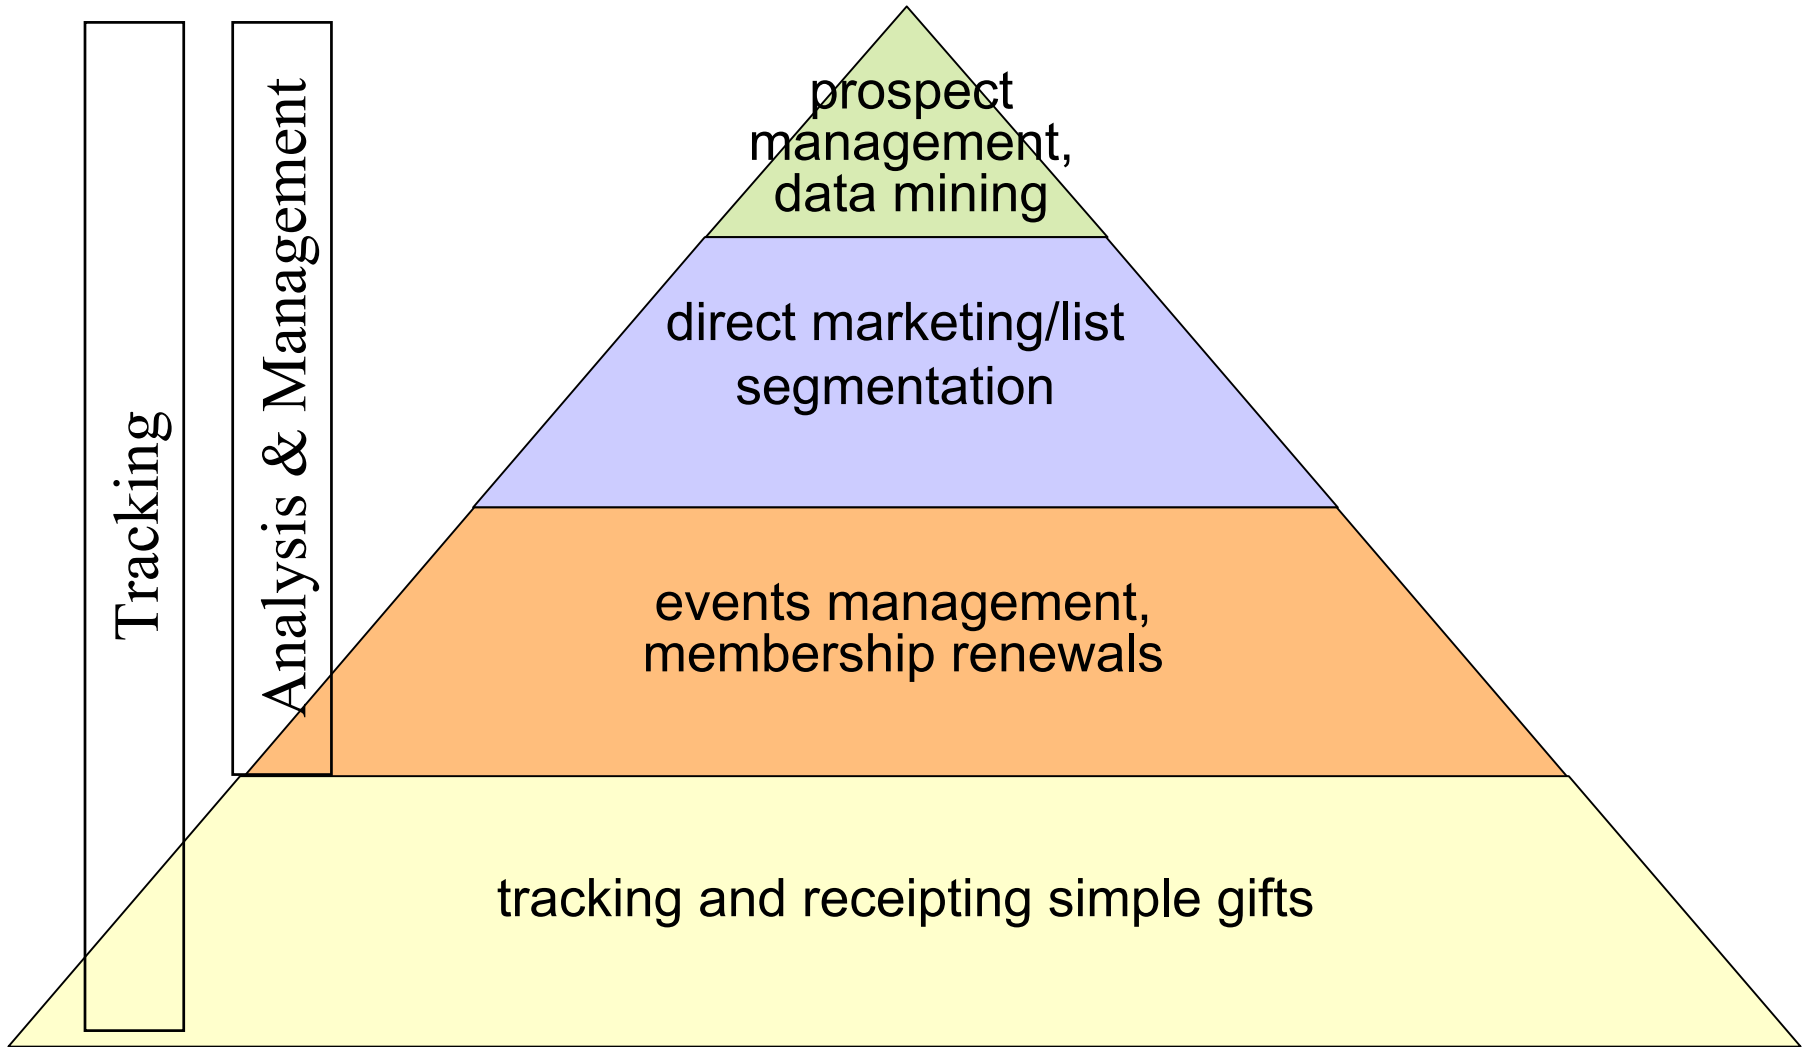 Tracking
Analysis & Management
prospect
management,
data mining
direct marketing/list
segmentation
events management,
membership renewals
tracking and receipting simple gifts